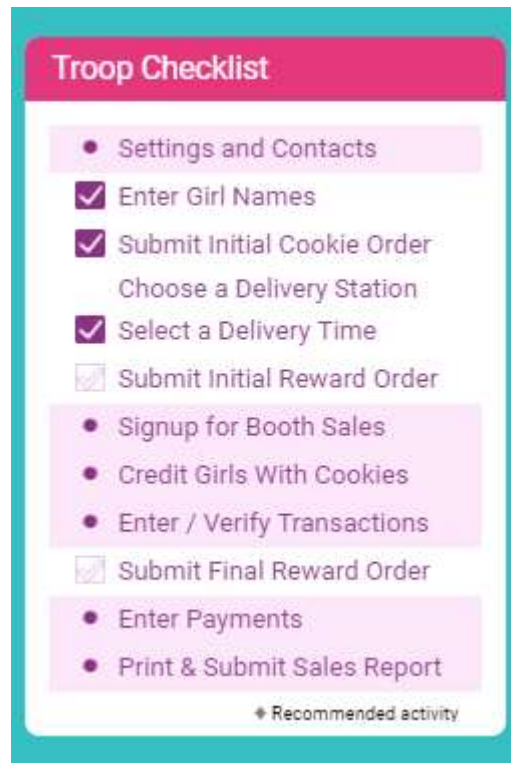 Troop Checklist
Settings and Contacts
Enter Girl Names
Submit Initial Cookie Order
Choose a Delivery Station
Select a Delivery Time
Submit Initial Reward Order
Signup for Booth Sales
Credit Girls With Cookies
Enter / Verify Transactions
Submit Final Reward Order
Enter Payments
Print & Submit Sales Report
Recommended activity